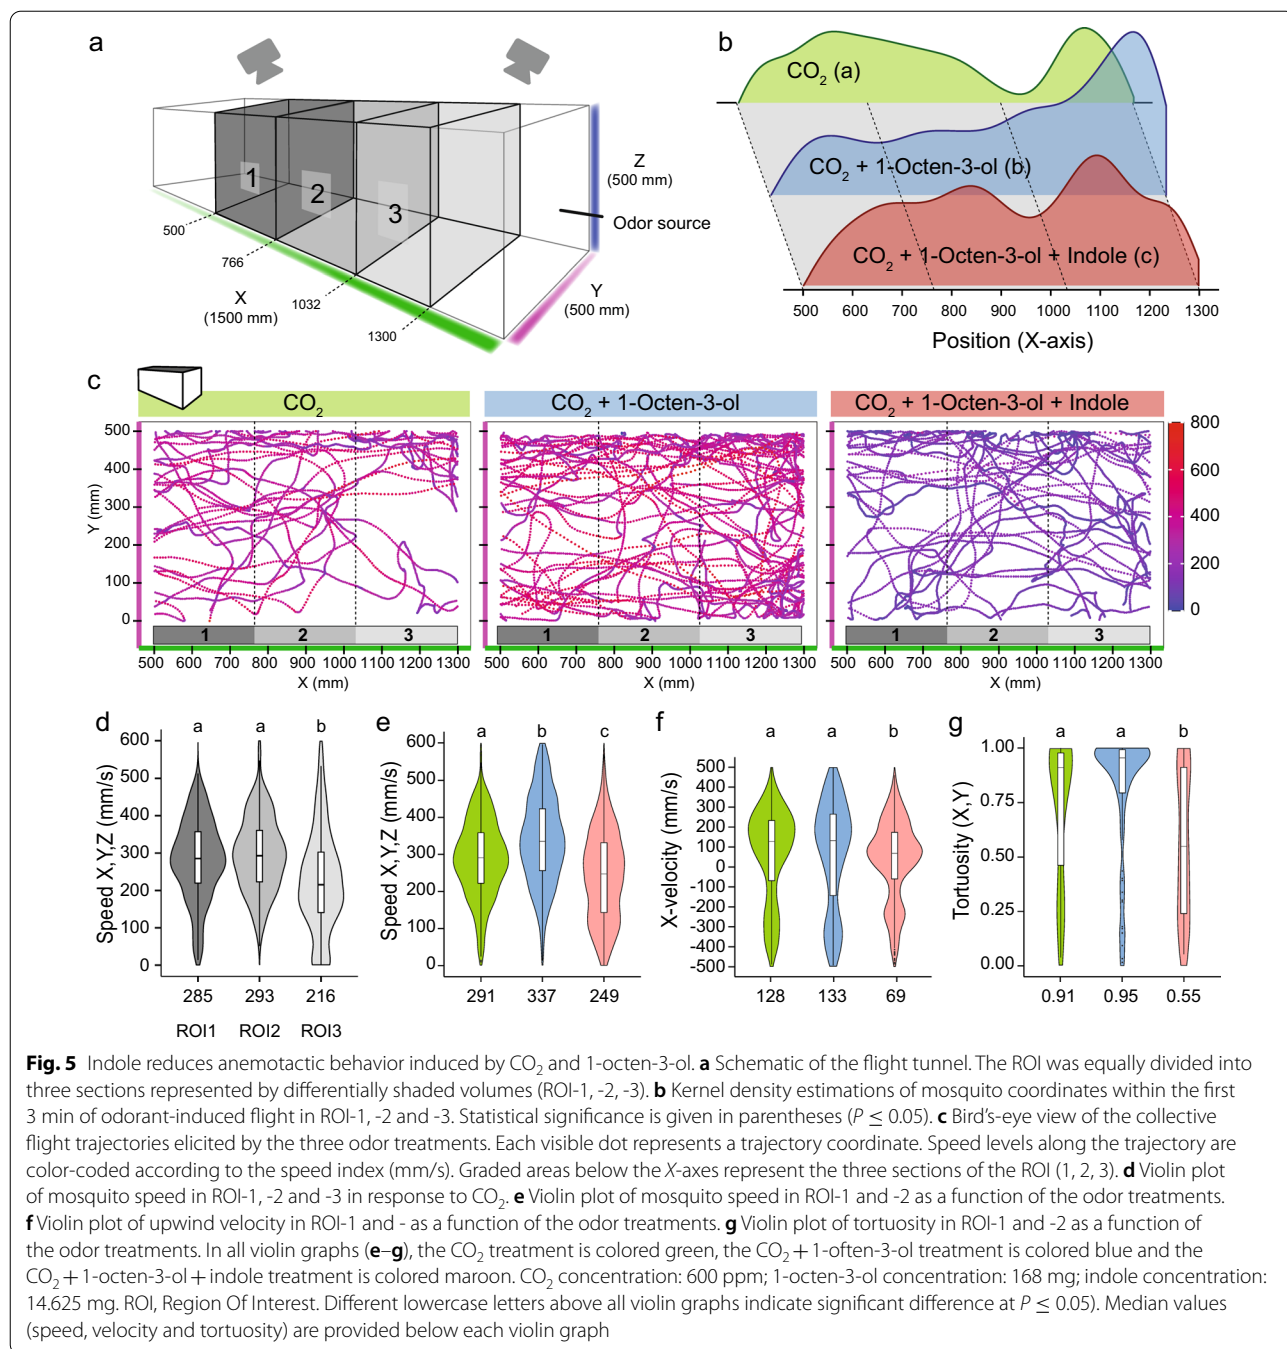 a
1
2
3
500
766
X
(1500 mm)
1032
1300
Z
(500 mm)
Odor source
Y
(500 mm)
b
CO2 (a)
CO2 + 1-Octen-3-ol (b)
CO2 + 1-Octen-3-ol + Indole (c)
500 600 700 800 900 1000 1100 1200 1300
Position (X-axis)
c
CO2
CO2 + 1-Octen-3-ol
CO2 + 1-Octen-3-ol + Indole
500
400
300
200
100
0
Y (mm)
1 2 3
1 2 3
1 2 3
500 600 700 800 900 1000 1100 1200 1300
500 600 700 800 900 1000 1100 1200 1300
500 600 700 800 900 1000 1100 1200 1300
X (mm)
X (mm)
X (mm)
800
600
400
200
0
d
a a b
Speed X,Y,Z (mm/s)
600
500
400
300
200
100
0
285 293 216
ROI1 ROI2 ROI3
e
a b c
Speed X,Y,Z (mm/s)
600
500
400
300
200
100
0
291 337 249
f
a a b
X-velocity (mm/s)
500
400
300
200
100
0
-100
-200
-300
-400
-500
128 133 69
g
a a b
Tortuosity (X,Y)
1.00
0.75
0.50
0.25
0.00
0.91 0.95 0.55
Fig. 5 Indole reduces anemotactic behavior induced by CO2 and 1-octen-3-ol. a Schematic of the flight tunnel. The ROI was equally divided into
three sections represented by differentially shaded volumes (ROI-1, -2, -3). b Kernel density estimations of mosquito coordinates within the first
3 min of odorant-induced flight in ROI-1, -2 and -3. Statistical significance is given in parentheses (P ≤ 0.05). c Bird's-eye view of the collective
flight trajectories elicited by the three odor treatments. Each visible dot represents a trajectory coordinate. Speed levels along the trajectory are
color-coded according to the speed index (mm/s). Graded areas below the X-axes represent the three sections of the ROI (1, 2, 3). d Violin plot
of mosquito speed in ROI-1, -2 and -3 in response to CO2. e Violin plot of mosquito speed in ROI-1 and -2 as a function of the odor treatments.
f Violin plot of upwind velocity in ROI-1 and - as a function of the odor treatments. g Violin plot of tortuosity in ROI-1 and -2 as a function of
the odor treatments. In all violin graphs (e–g), the CO2 treatment is colored green, the CO2 + 1-often-3-ol treatment is colored blue and the
CO2 + 1-octen-3-ol + indole treatment is colored maroon. CO2 concentration: 600 ppm; 1-octen-3-ol concentration: 168 mg; indole concentration:
14.625 mg. ROI, Region Of Interest. Different lowercase letters above all violin graphs indicate significant difference at P ≤ 0.05). Median values
(speed, velocity and tortuosity) are provided below each violin graph